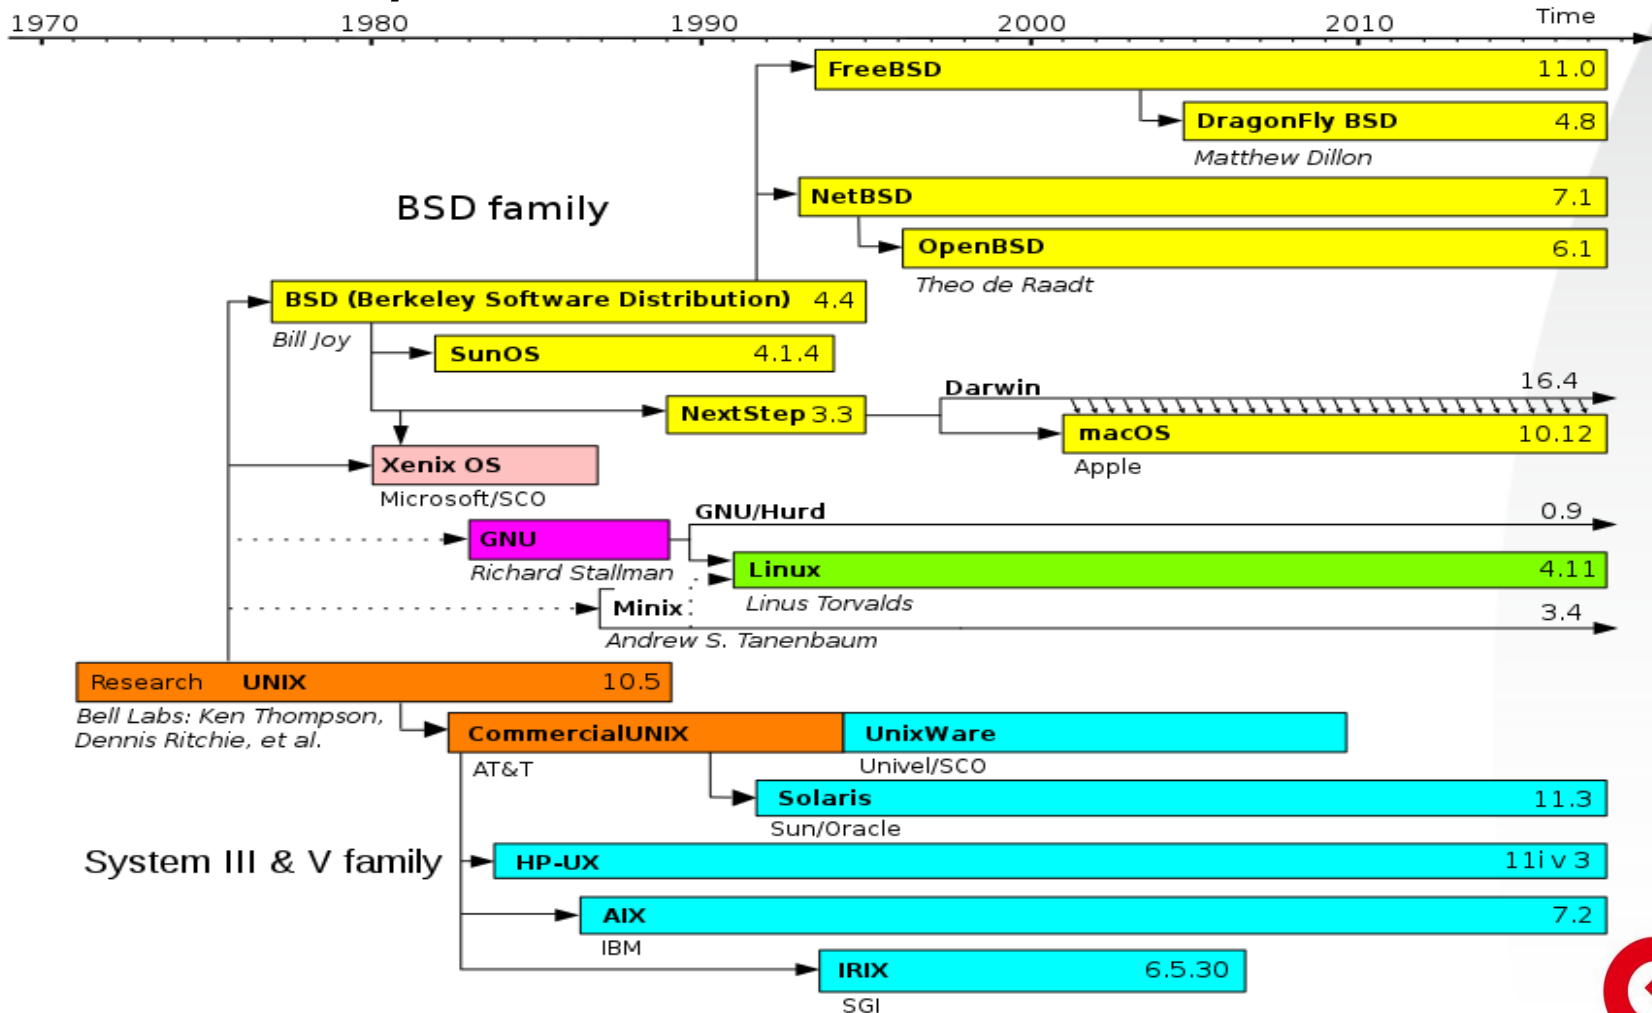 1970 1980 1990 2000 2010 Time
FreeBSD 11.0
DragonFly BSD 4.8
Matthew Dillon
NetBSD 7.1
BSD family
OpenBSD 6.1
Theo de Raadt
BSD (Berkeley Software Distribution) 4.4
Bill Joy
SunOS 4.1.4
Darwin 16.4
NextStep 3.3
macOS 10.12
Apple
Xenix OS
Microsoft/SCO
GNU/Hurd 0.9
GNU
Richard Stallman
Linux 4.11
Linus Torvalds
Minix 3.4
Andrew S. Tanenbaum
Research UNIX 10.5
Bell Labs: Ken Thompson,
Dennis Ritchie, et al.
CommercialUNIX UnixWare
AT&T Univel/SCO
Solaris 11.3
Sun/Oracle
System III & V family
HP-UX 11i v 3
AIX 7.2
IBM
IRIX 6.5.30
SGI